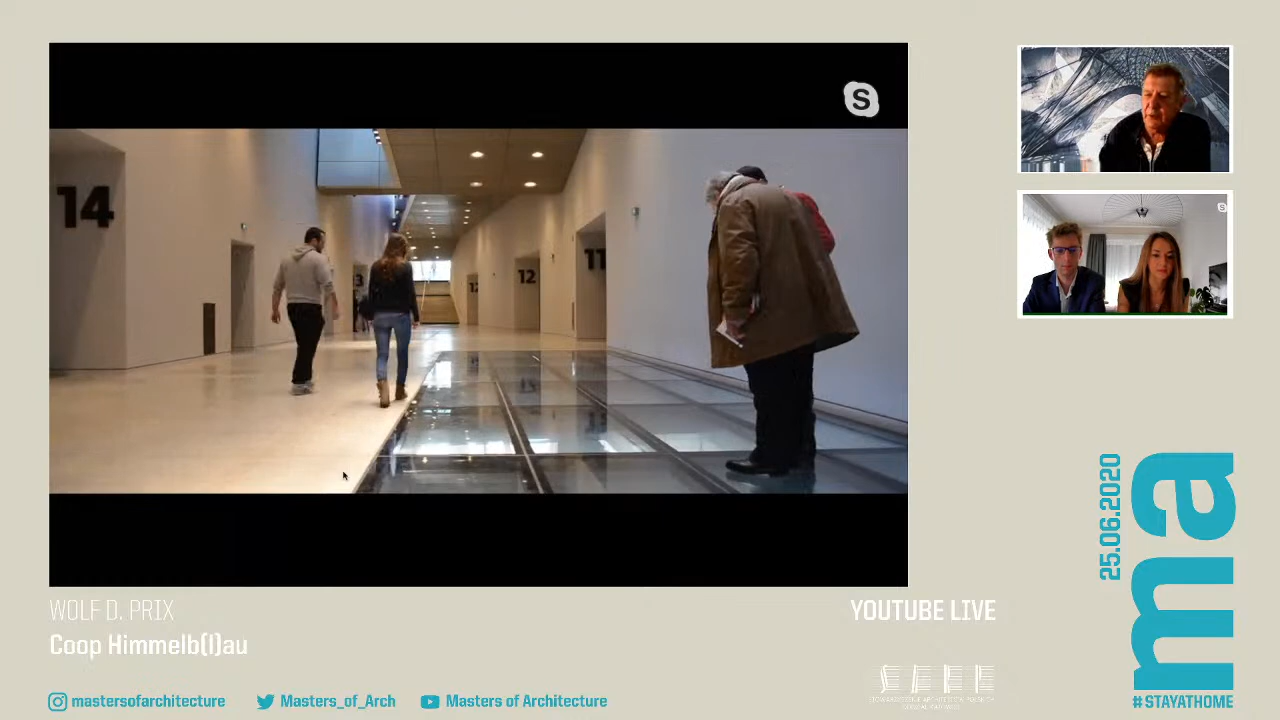 S
14
12
11
12
S
WOLF D. PRIX
Coop Himmelb(l)au
YOUTUBE LIVE
mastersofarchitecture
Masters_of_Arch
Masters of Architecture
25.06.2020
ma
#STAYATHOME